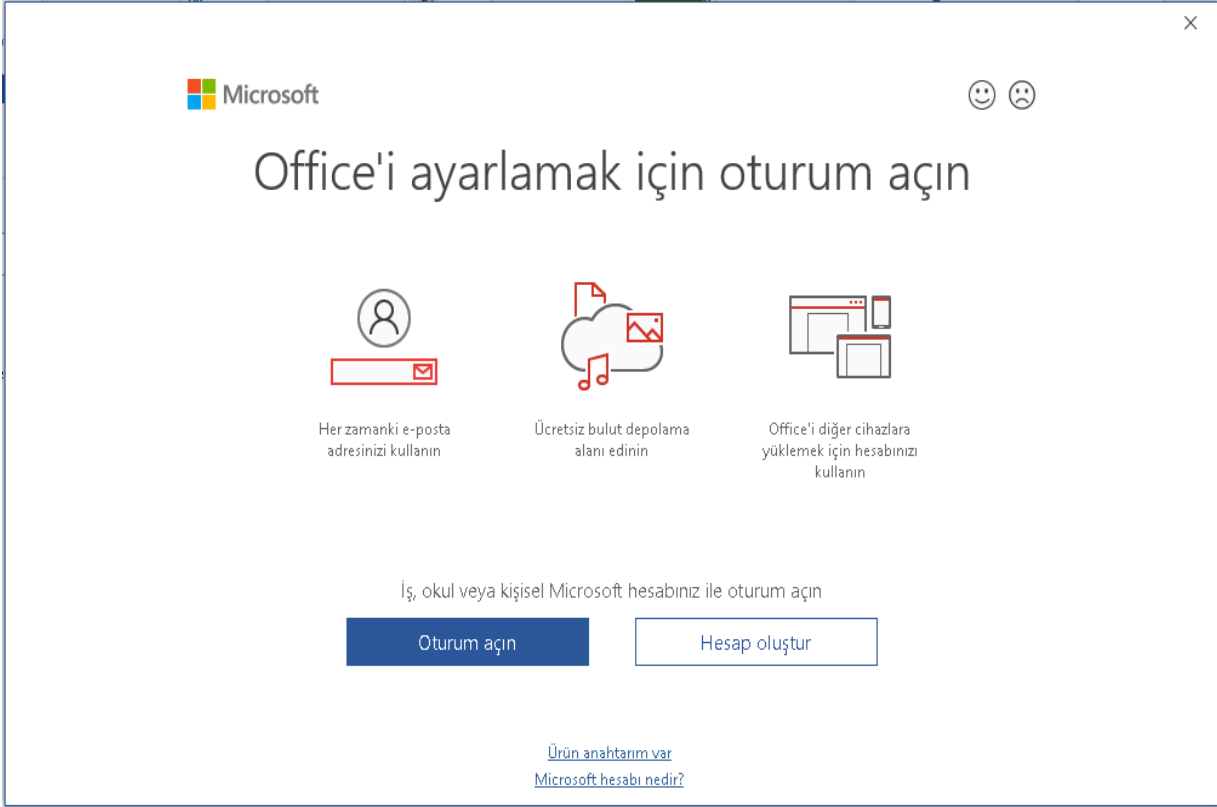 Microsoft
Office'i ayarlamak için oturum açın
Her zamanki e-posta
adresinizi kullanın
Ücretsiz bulut depolama
alanı edinin
Office'i diğer cihazlara
yüklemek için hesabınızı
kullanın
İş, okul veya kişisel Microsoft hesabınız ile oturum açın
Oturum açın
Hesap oluştur
Ürün anahtarım var
Microsoft hesabı nedir?